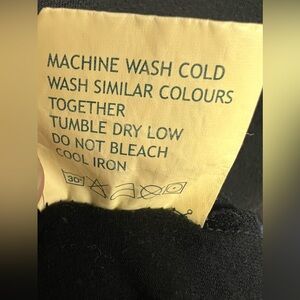 MACHINE WASH COLD
WASH SIMILAR COLOURS
TOGETHER
TUMBLE DRY LOW
DO NOT BLEACH
COOL IRON
30°